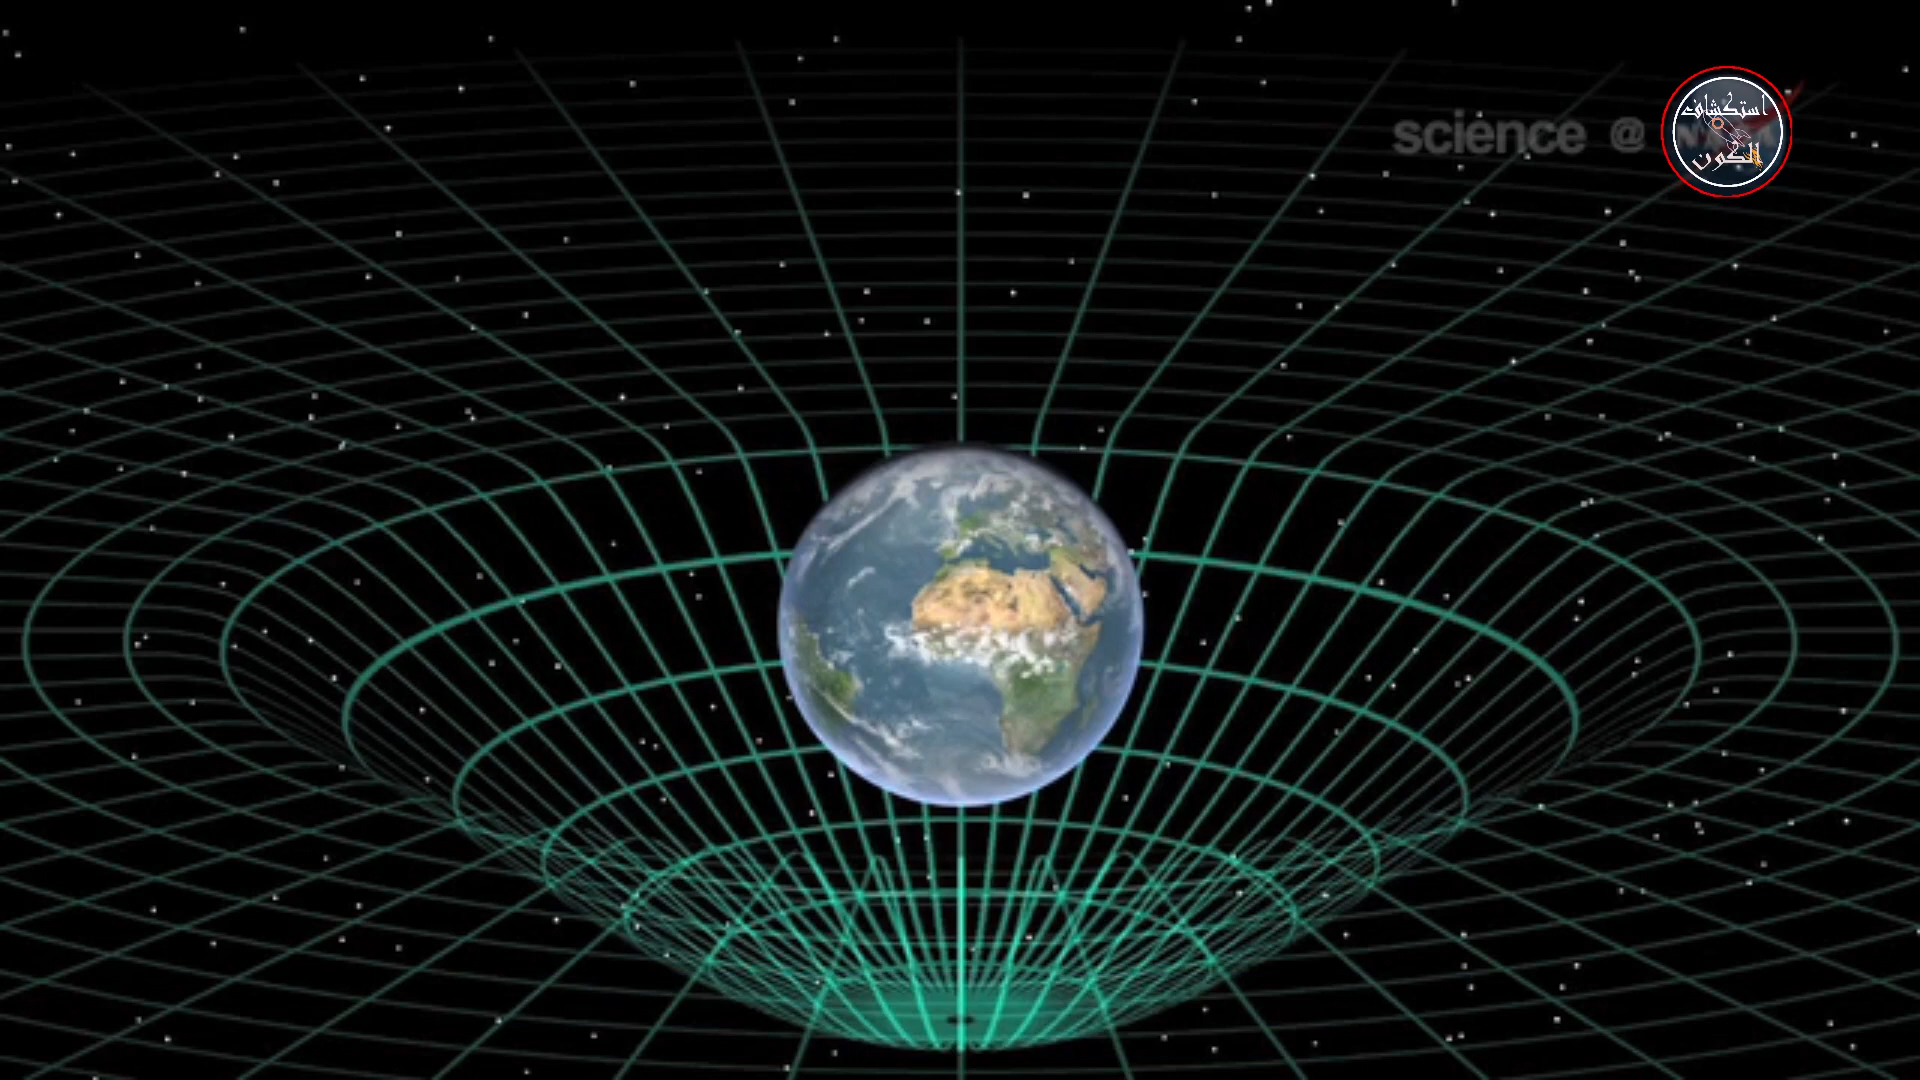 science @
استكشاف
الكون